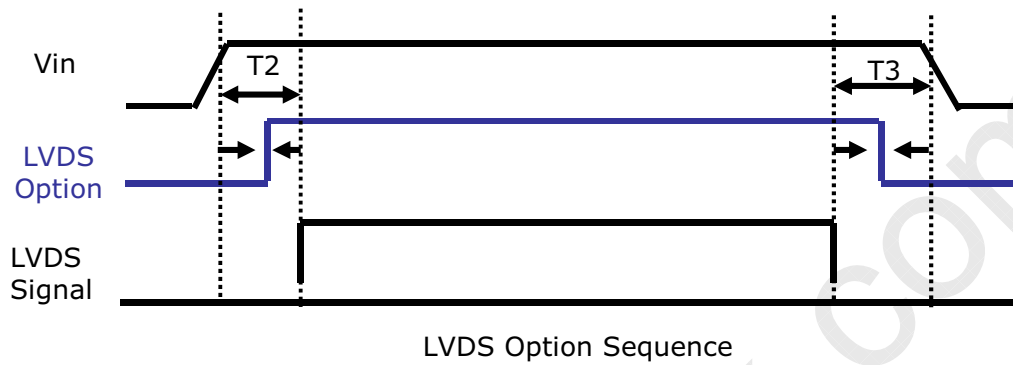 Vin
T2
T3
LVDS
Option
LVDS
Signal
LVDS Option Sequence